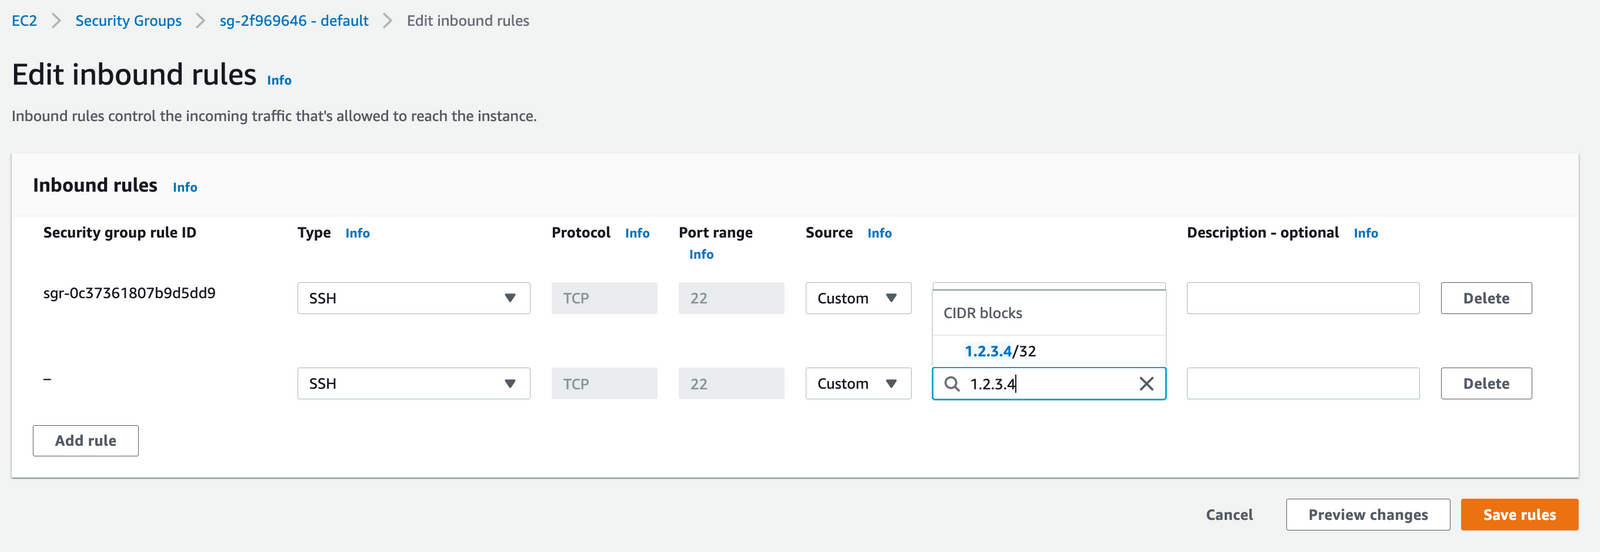 EC2 > Security Groups > sg-2f969646 - default > Edit inbound rules
Edit inbound rules Info
Inbound rules control the incoming traffic that's allowed to reach the instance.
Inbound rules Info
Security group rule ID Type Info Protocol Info Port range Source Info Description - optional Info
Info
sgr-0c37361807b9d5dd9 SSH TCP 22 Custom Delete
CIDR blocks
1.2.3.4/32
– SSH TCP 22 Custom 1.2.3.4 Delete
Add rule
Cancel Preview changes Save rules